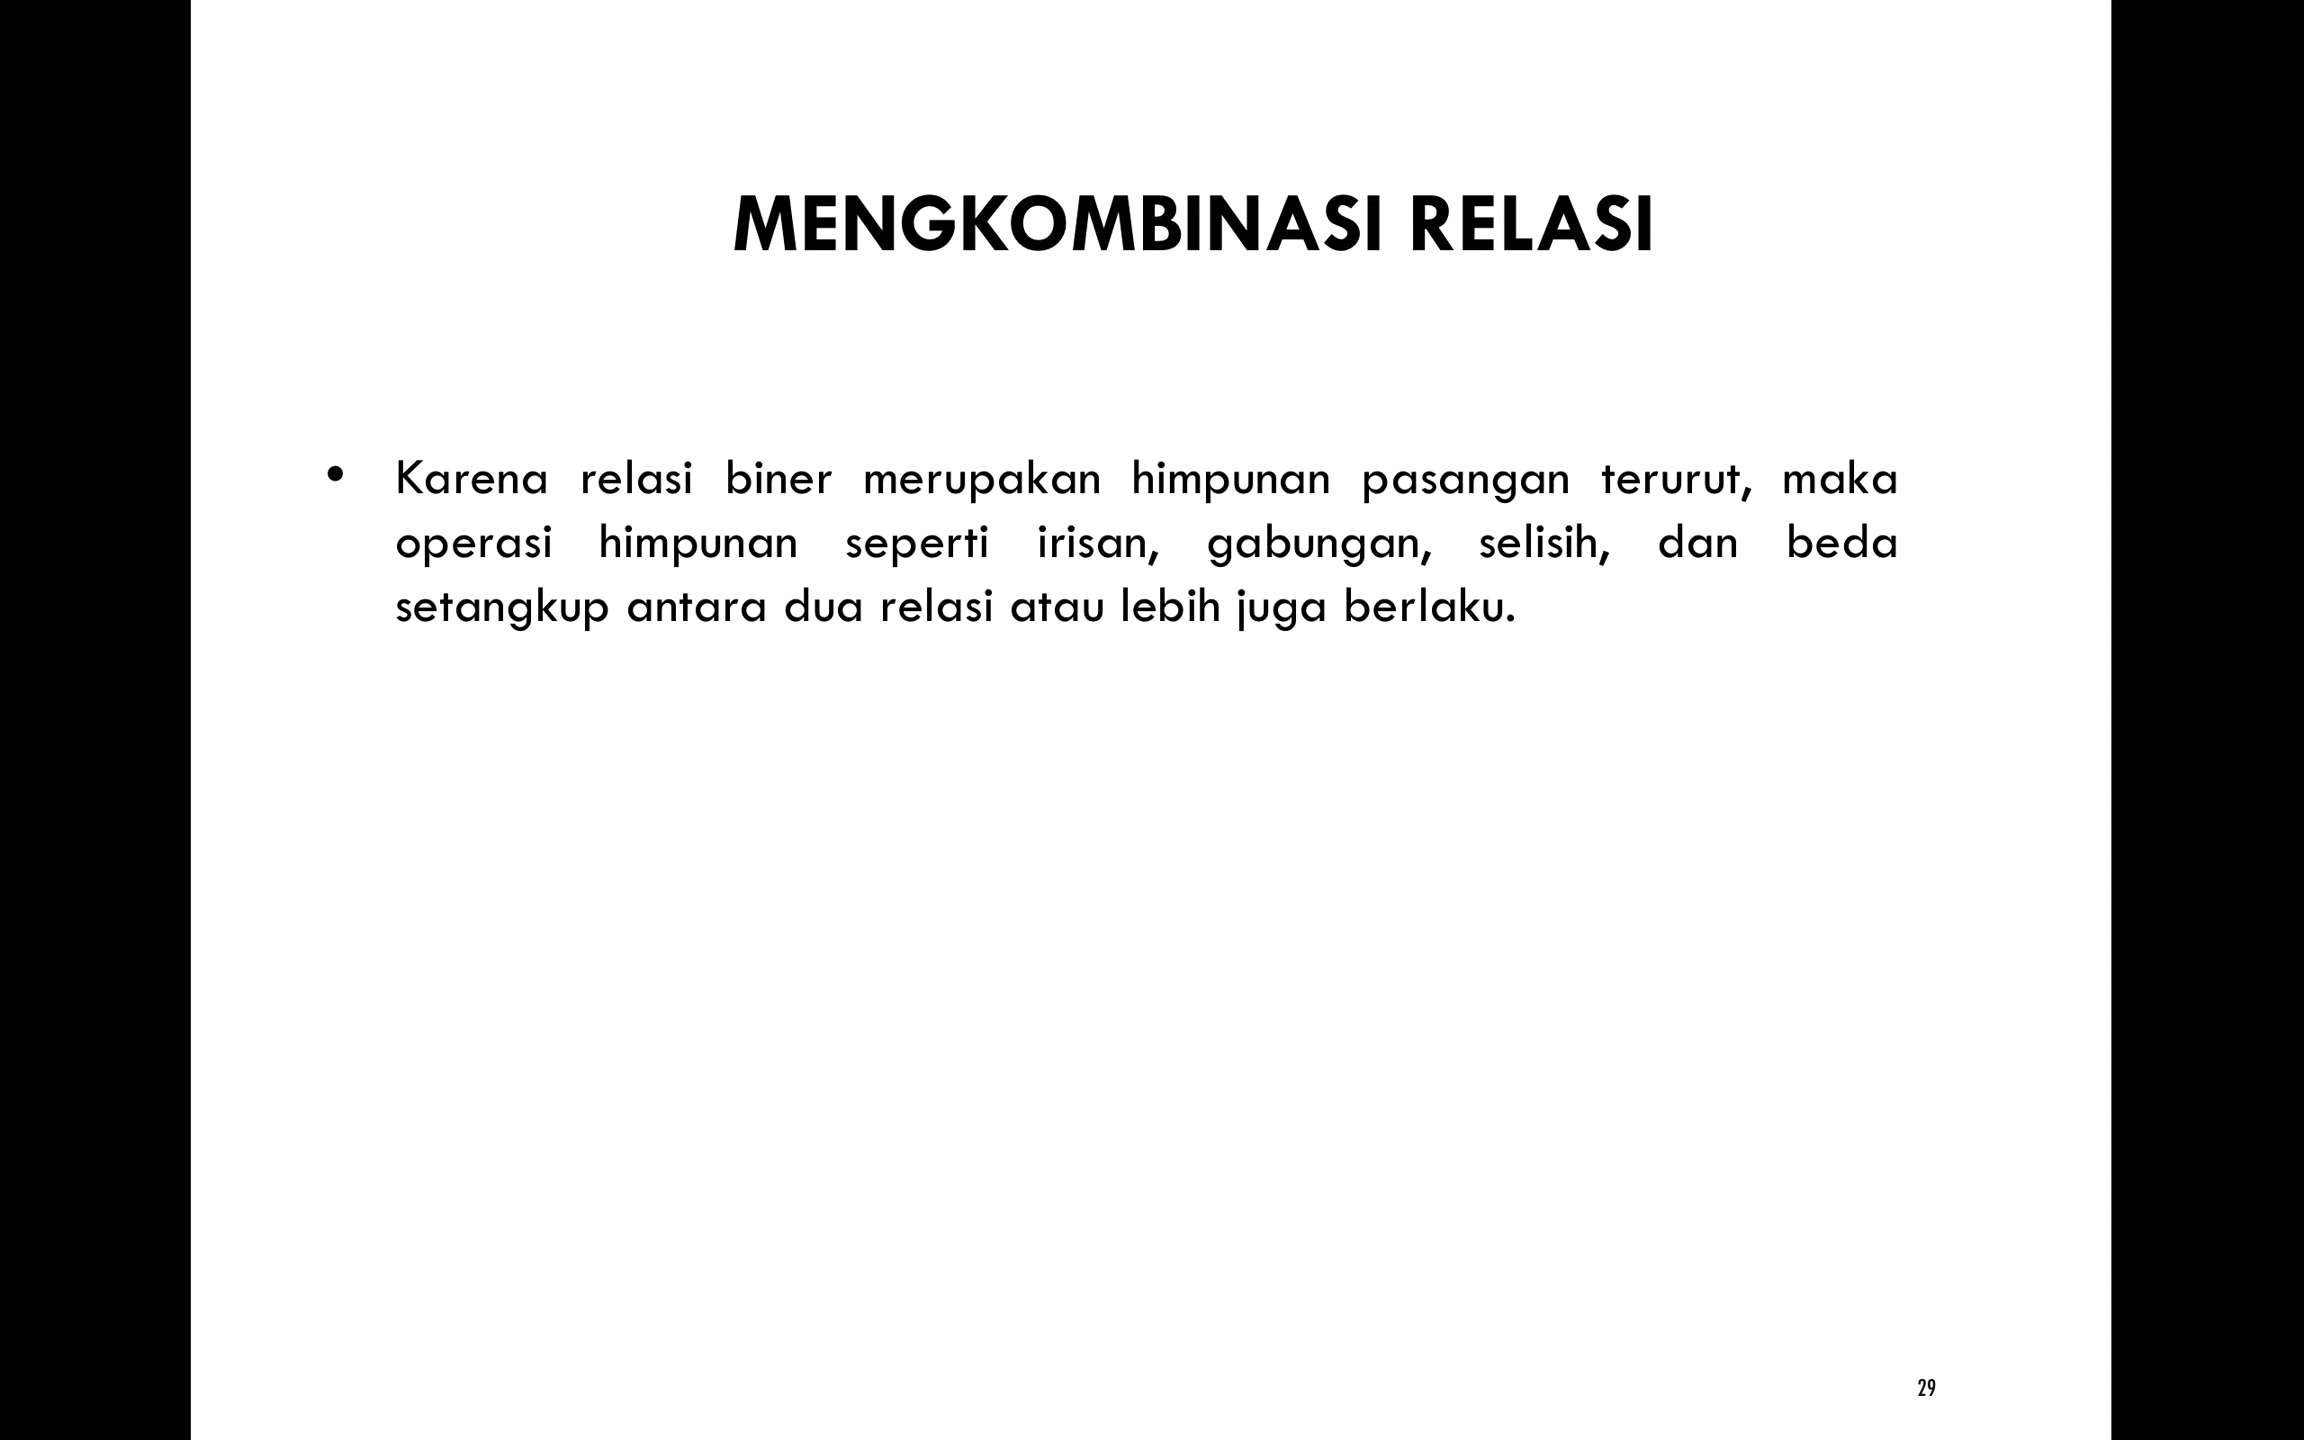 MENGKOMBINASI RELASI
• Karena relasi biner merupakan himpunan pasangan terurut, maka
operasi himpunan seperti irisan, gabungan, selisih, dan beda
setangkup antara dua relasi atau lebih juga berlaku.
29